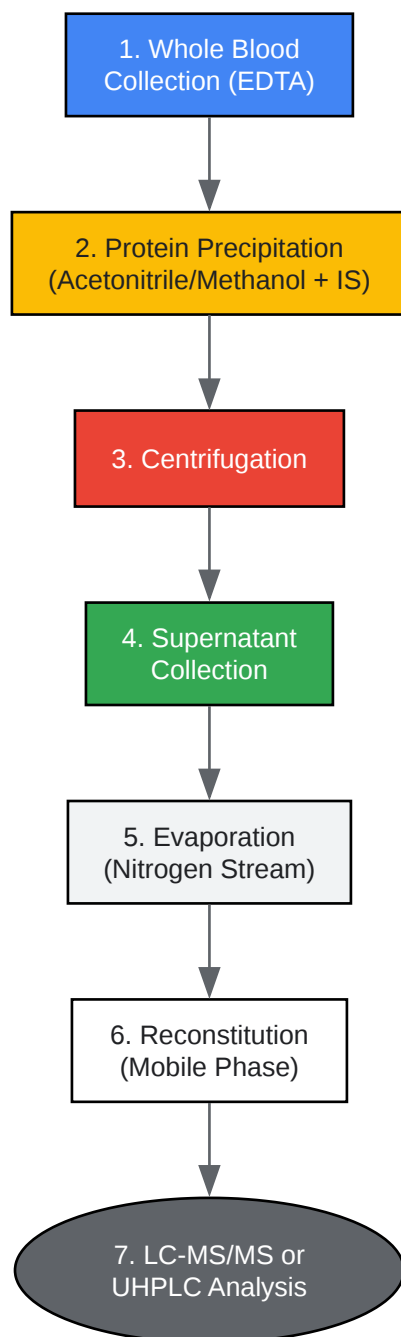 1. Whole Blood
Collection (EDTA)
2. Protein Precipitation
(Acetonitrile/Methanol + IS)
3. Centrifugation
4. Supernatant
Collection
5. Evaporation
(Nitrogen Stream)
6. Reconstitution
(Mobile Phase)
7. LC-MS/MS or
UHPLC Analysis